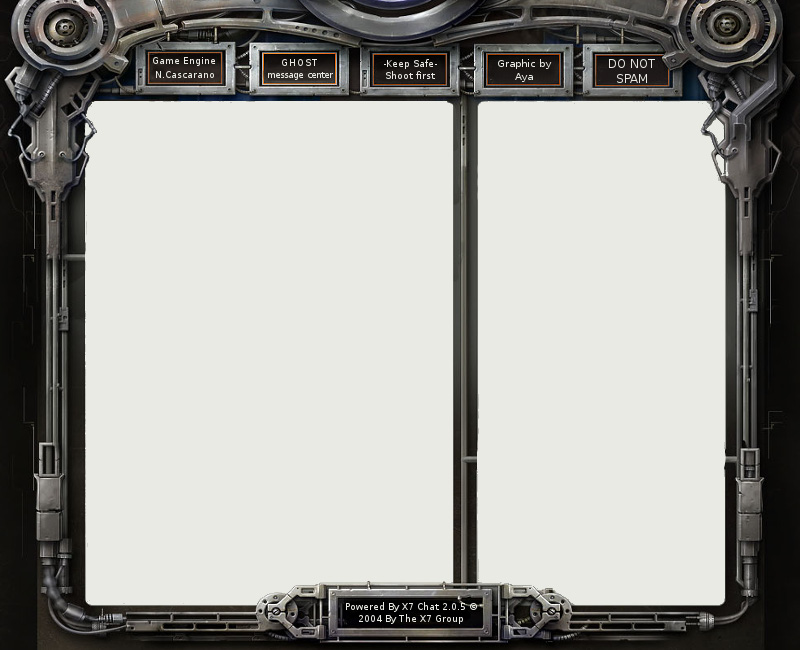 Game Engine
N.Cascarano
GHOST
message center
-Keep Safe-
Shoot first
Graphic by
Aya
DO NOT
SPAM
Powered By X7 Chat 2.0.5 ©
2004 By The X7 Group